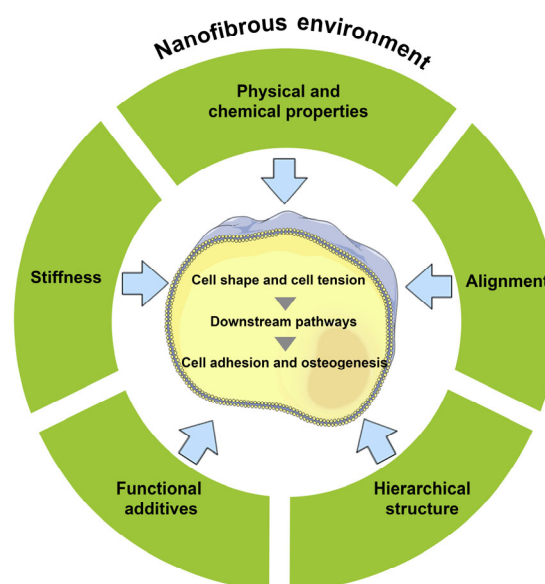 Nanofibrous environment
Physical and
chemical properties
Stiffness
Alignment
Cell shape and cell tension
Downstream pathways
Cell adhesion and osteogenesis
Functional
additives
Hierarchical
structure